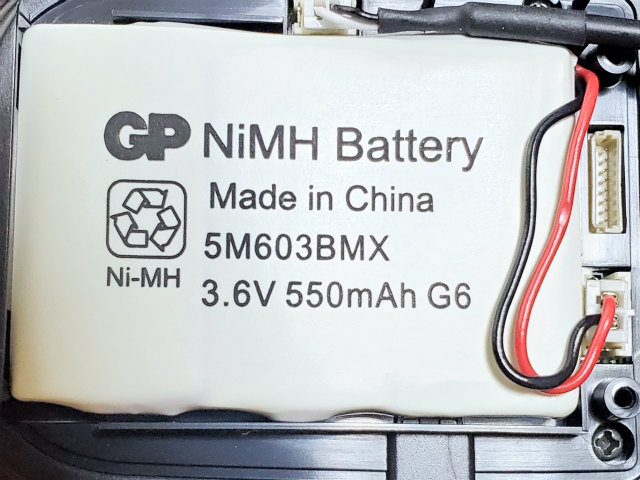 GP NiMH Battery
Made in China
5M603BMX
Ni-MH
3.6V 550mAh G6